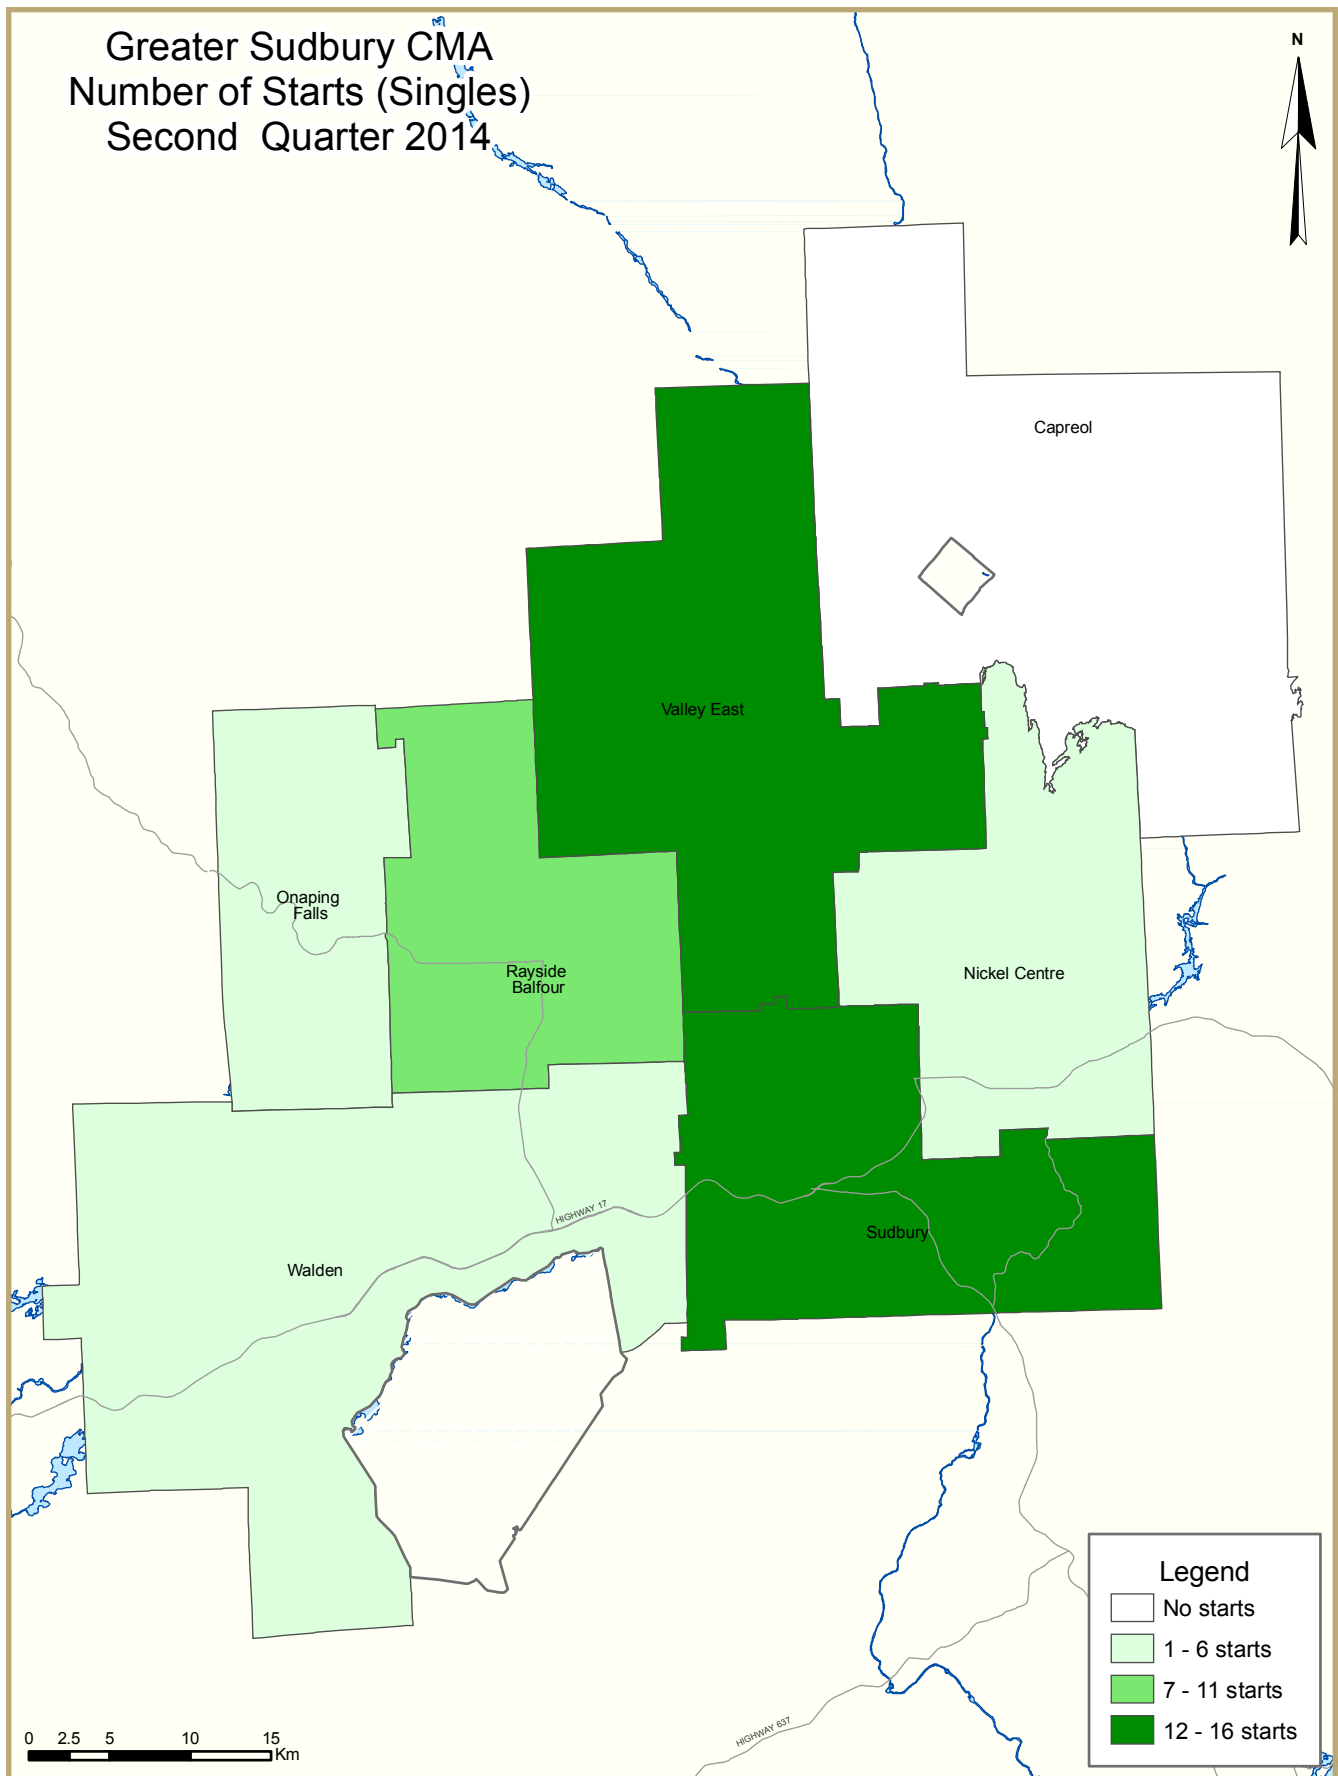 Greater Sudbury CMA
Number of Starts (Singles)
Second Quarter 2014
N
Capreol
Valley East
Onaping
Falls
Rayside
Balfour
Nickel Centre
HIGHWAY 17
Sudbury
Walden
Legend
No starts
1 - 6 starts
7 - 11 starts
12 - 16 starts
HIGHWAY 637
0 2.5 5 10 15
Km